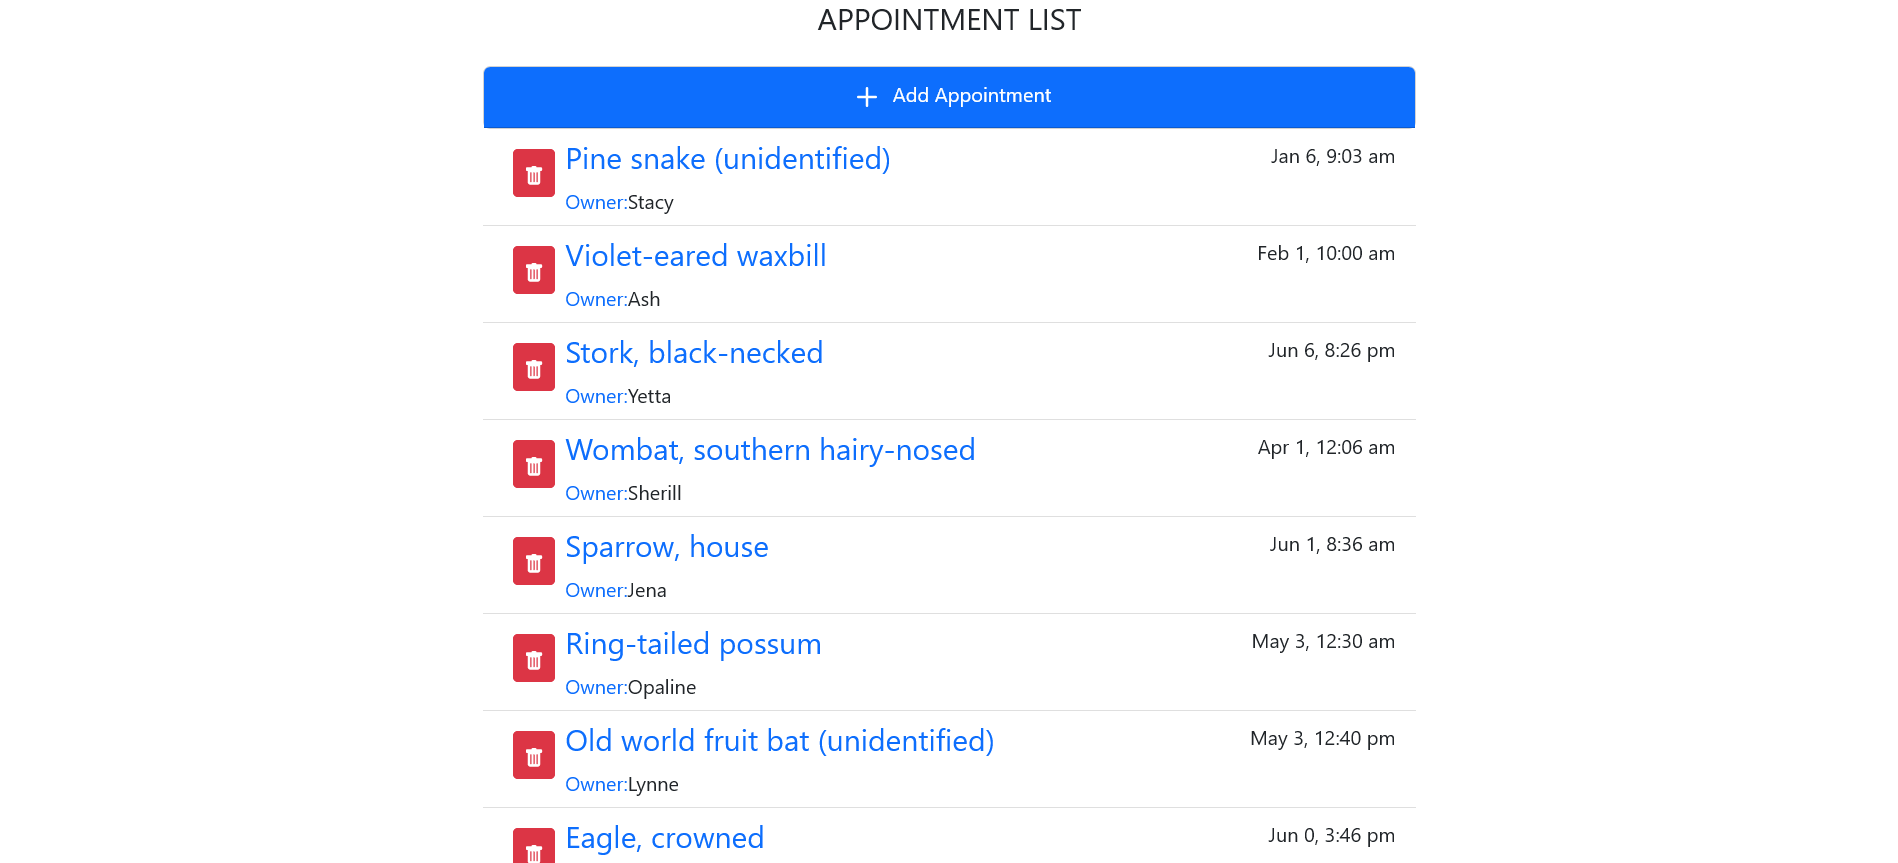 APPOINTMENT LIST
Add Appointment
Pine snake (unidentified) Jan 6, 9:03 am
Owner:Stacy
Violet-eared waxbill Feb 1, 10:00 am
Owner:Ash
Stork, black-necked Jun 6, 8:26 pm
Owner:Yetta
Wombat, southern hairy-nosed Apr 1, 12:06 am
Owner:Sherill
Sparrow, house Jun 1, 8:36 am
Owner:Jena
Ring-tailed possum May 3, 12:30 am
Owner:Opaline
Old world fruit bat (unidentified) May 3, 12:40 pm
Owner:Lynne
Eagle, crowned Jun 0, 3:46 pm